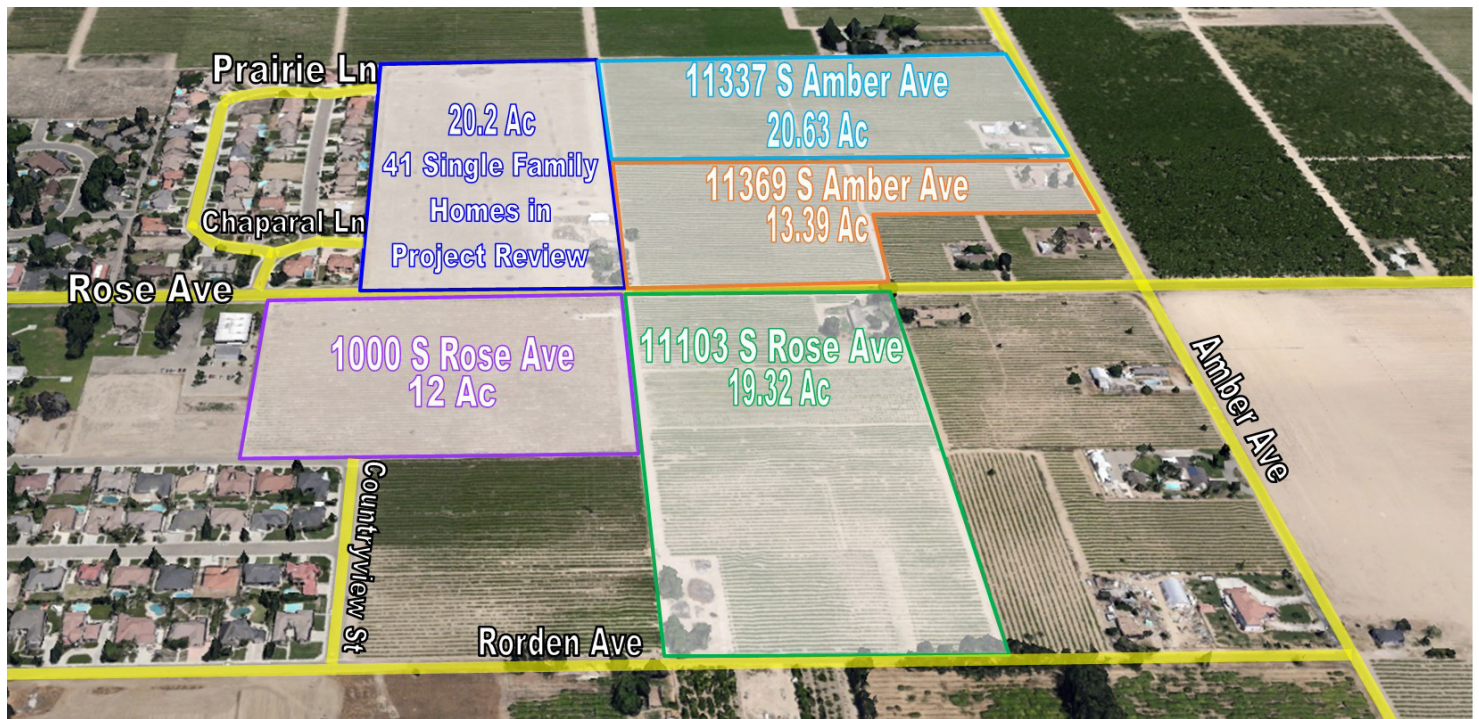 Prairie Ln
20.2 Ac
41 Single Family
Homes in
Project Review
11337 S Amber Ave
20.63 Ac
11369 S Amber Ave
13.39 Ac
Chaparal Ln
Rose Ave
1000 S Rose Ave
12 Ac
11103 S Rose Ave
19.32 Ac
Amber Ave
Countryview St
Rorden Ave